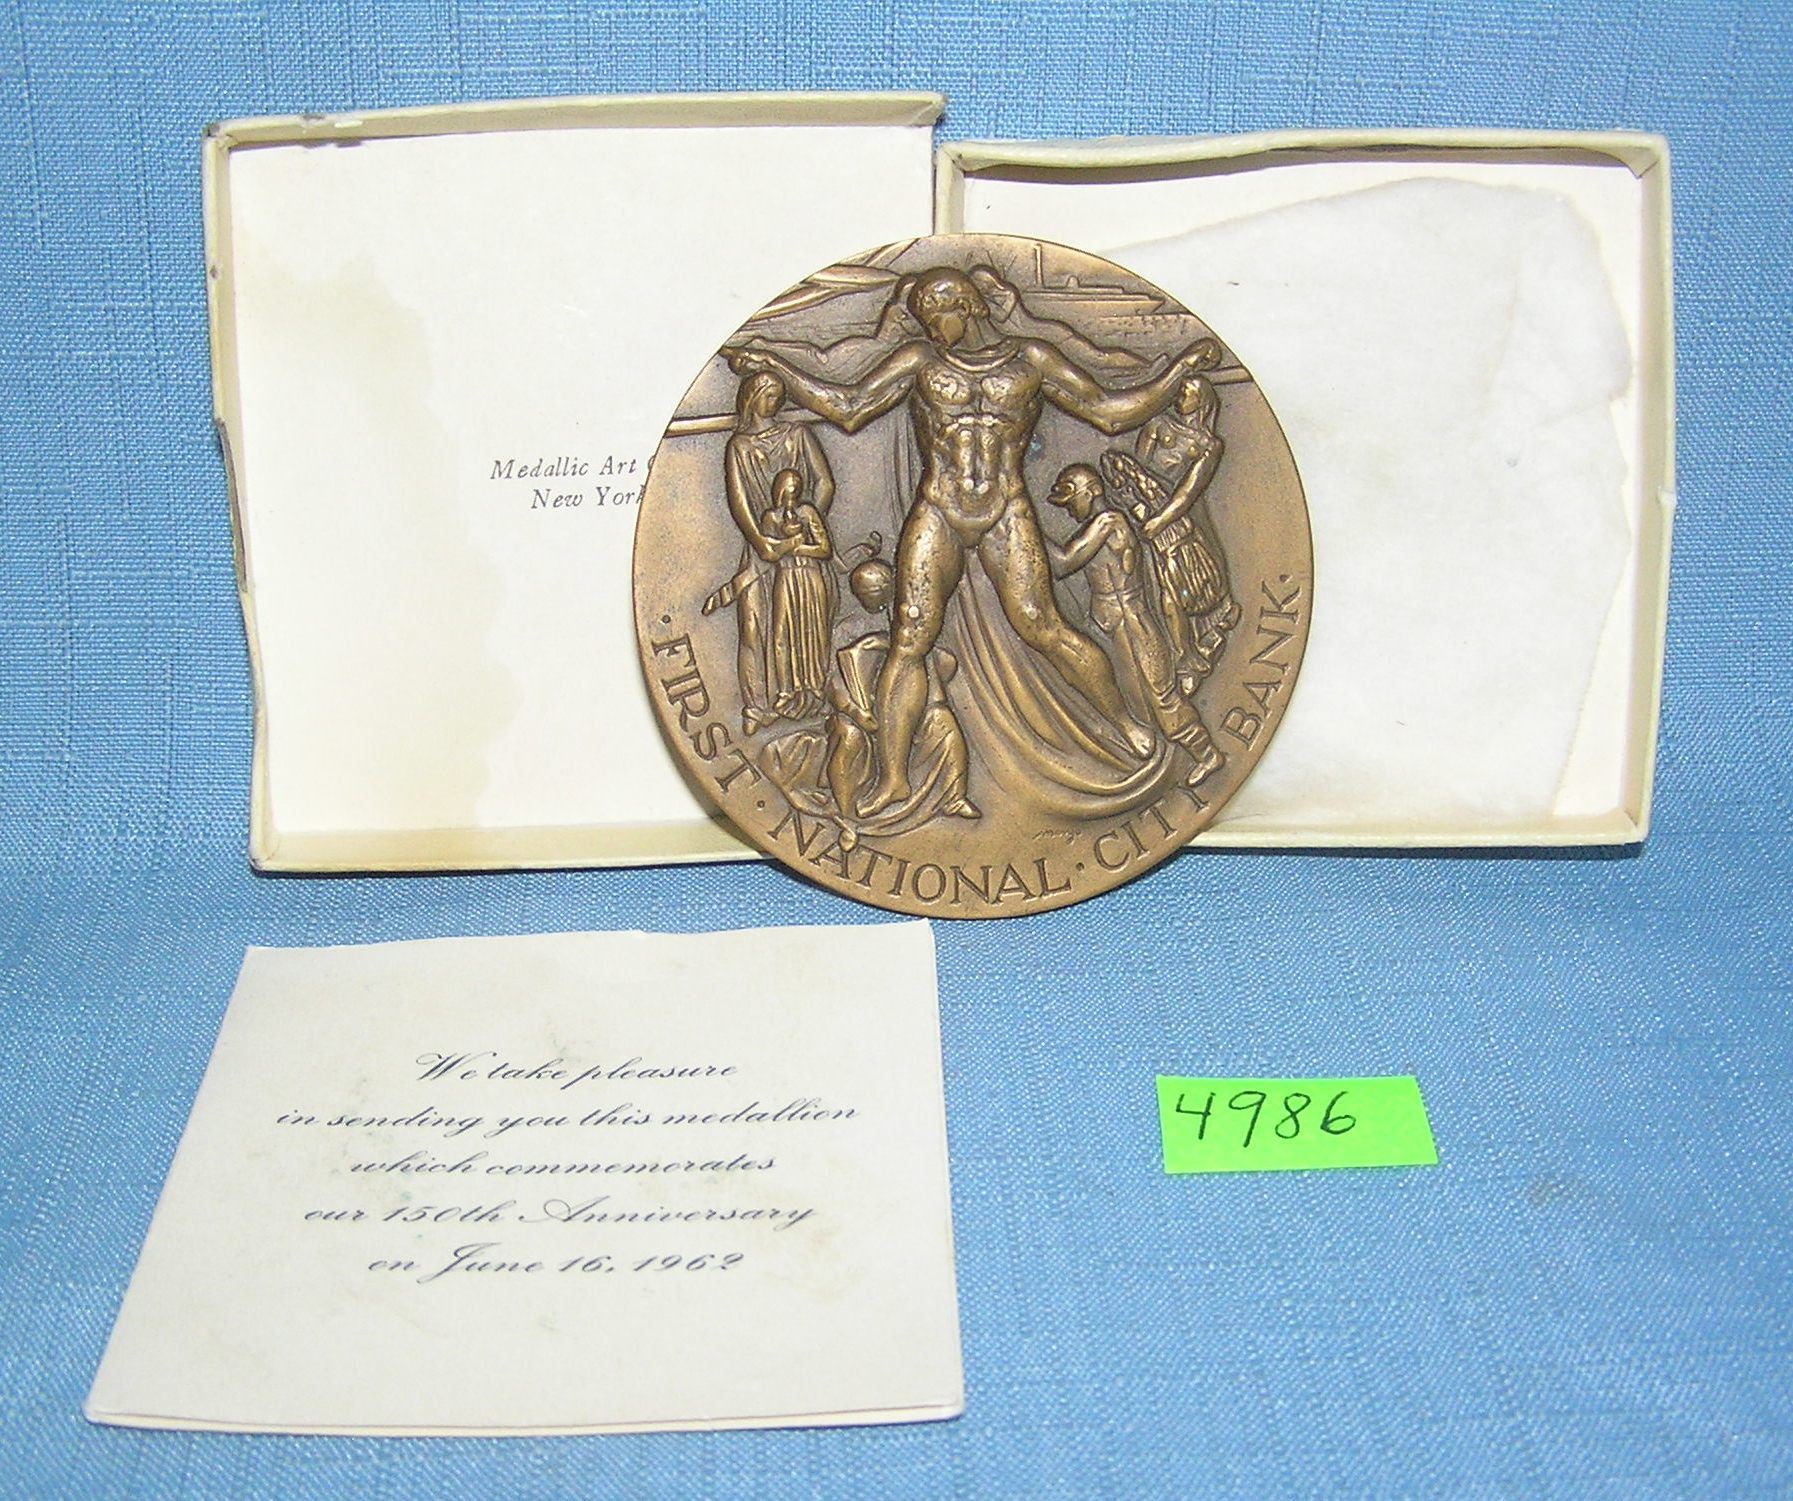 Medallic Art
New York
· FIRST · NATIONAL · CITY BANK ·
We take pleasure
in sending you this medallion
which commemorates
our 150th Anniversary
on June 16, 1962
4986